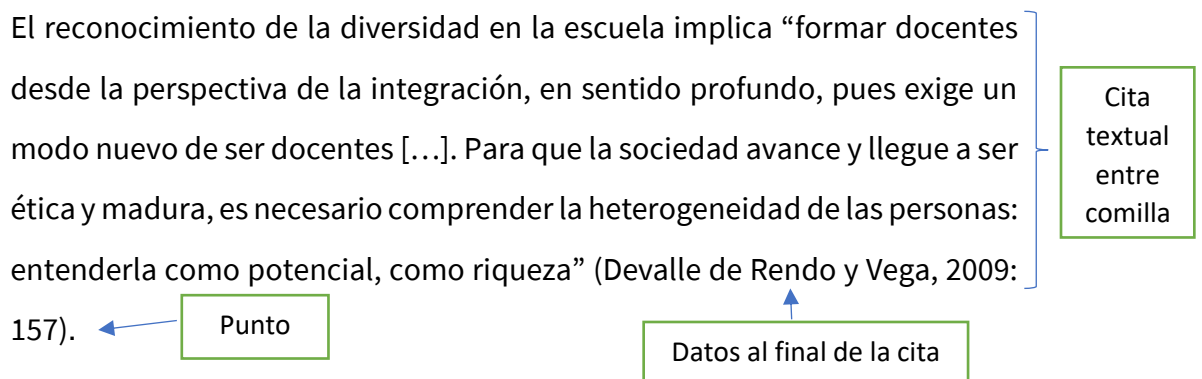 El reconocimiento de la diversidad en la escuela implica “formar docentes
desde la perspectiva de la integración, en sentido profundo, pues exige un
modo nuevo de ser docentes […]. Para que la sociedad avance y llegue a ser
ética y madura, es necesario comprender la heterogeneidad de las personas:
entenderla como potencial, como riqueza” (Devalle de Rendo y Vega, 2009:
157).
Cita
textual
entre
comilla
Punto
Datos al final de la cita